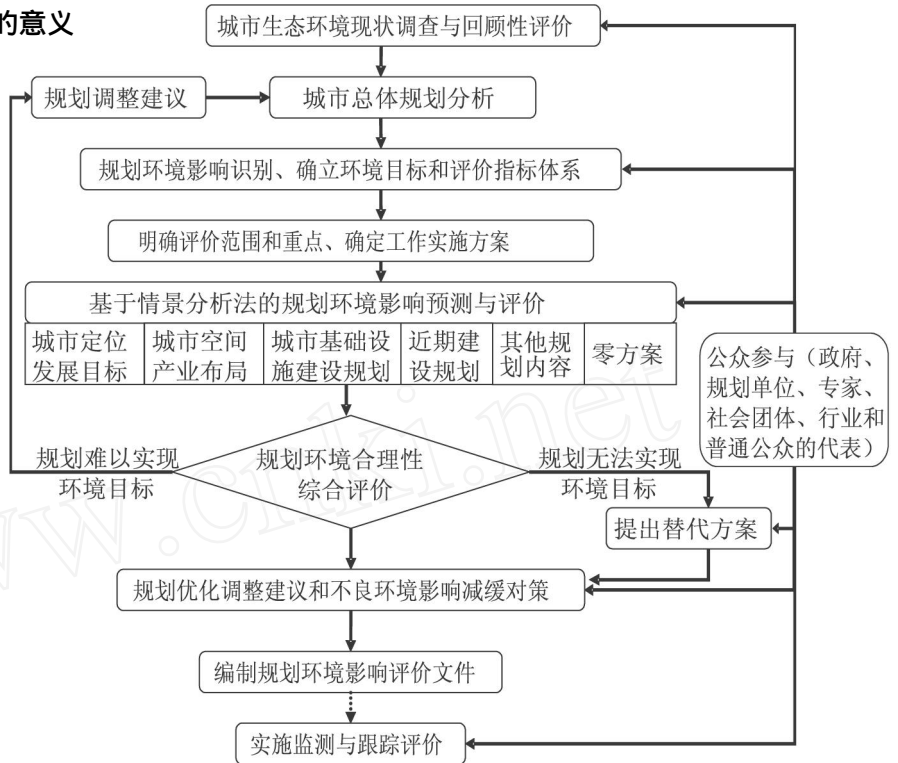 的意义
城市生态环境现状调查与回顾性评价
规划调整建议
城市总体规划分析
规划环境影响识别、确立环境目标和评价指标体系
明确评价范围和重点、确定工作实施方案
基于情景分析法的规划环境影响预测与评价
城市定位
发展目标
城市空间
产业布局
城市基础设
施建设规划
近期建
设规划
其他规
划内容
零方案
公众参与（政府、
规划单位、专家、
社会团体、行业和
普通公众的代表）
规划难以实现
环境目标
规划环境合理性
综合评价
规划无法实现
环境目标
提出替代方案
规划优化调整建议和不良环境影响减缓对策
编制规划环境影响评价文件
实施监测与跟踪评价
www.cnki.net